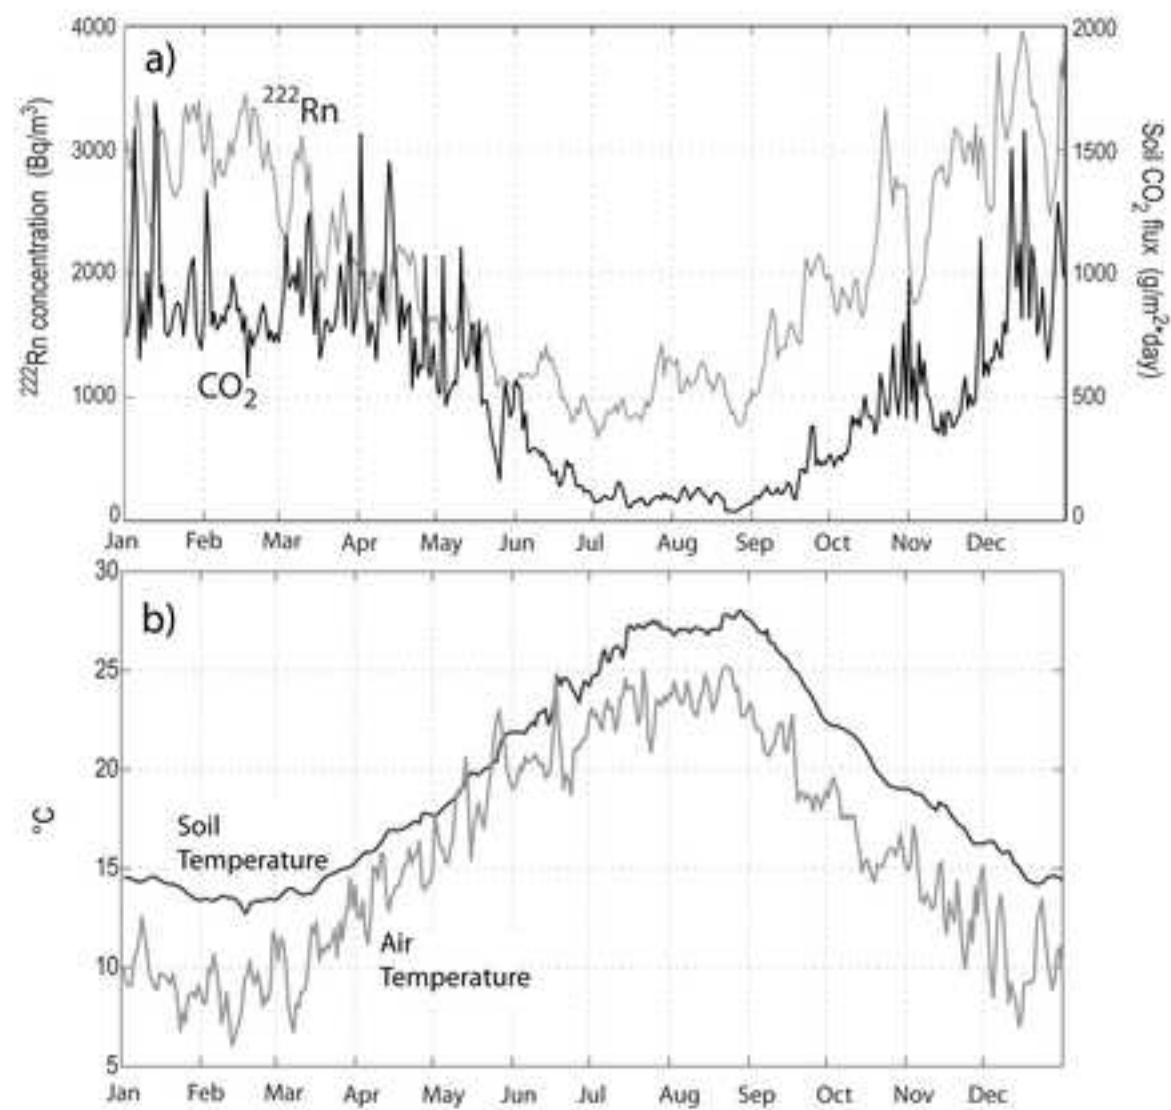 a)
²²²Rn
CO₂
²²²Rn concentration (Bq/m³)
4000
3000
2000
1000
0
Soil CO₂ flux (g/m²*day)
2000
1500
1000
500
0
Jan Feb Mar Apr May Jun Jul Aug Sep Oct Nov Dec
b)
°C
30
25
20
15
10
5
Soil
Temperature
Air
Temperature
Jan Feb Mar Apr May Jun Jul Aug Sep Oct Nov Dec